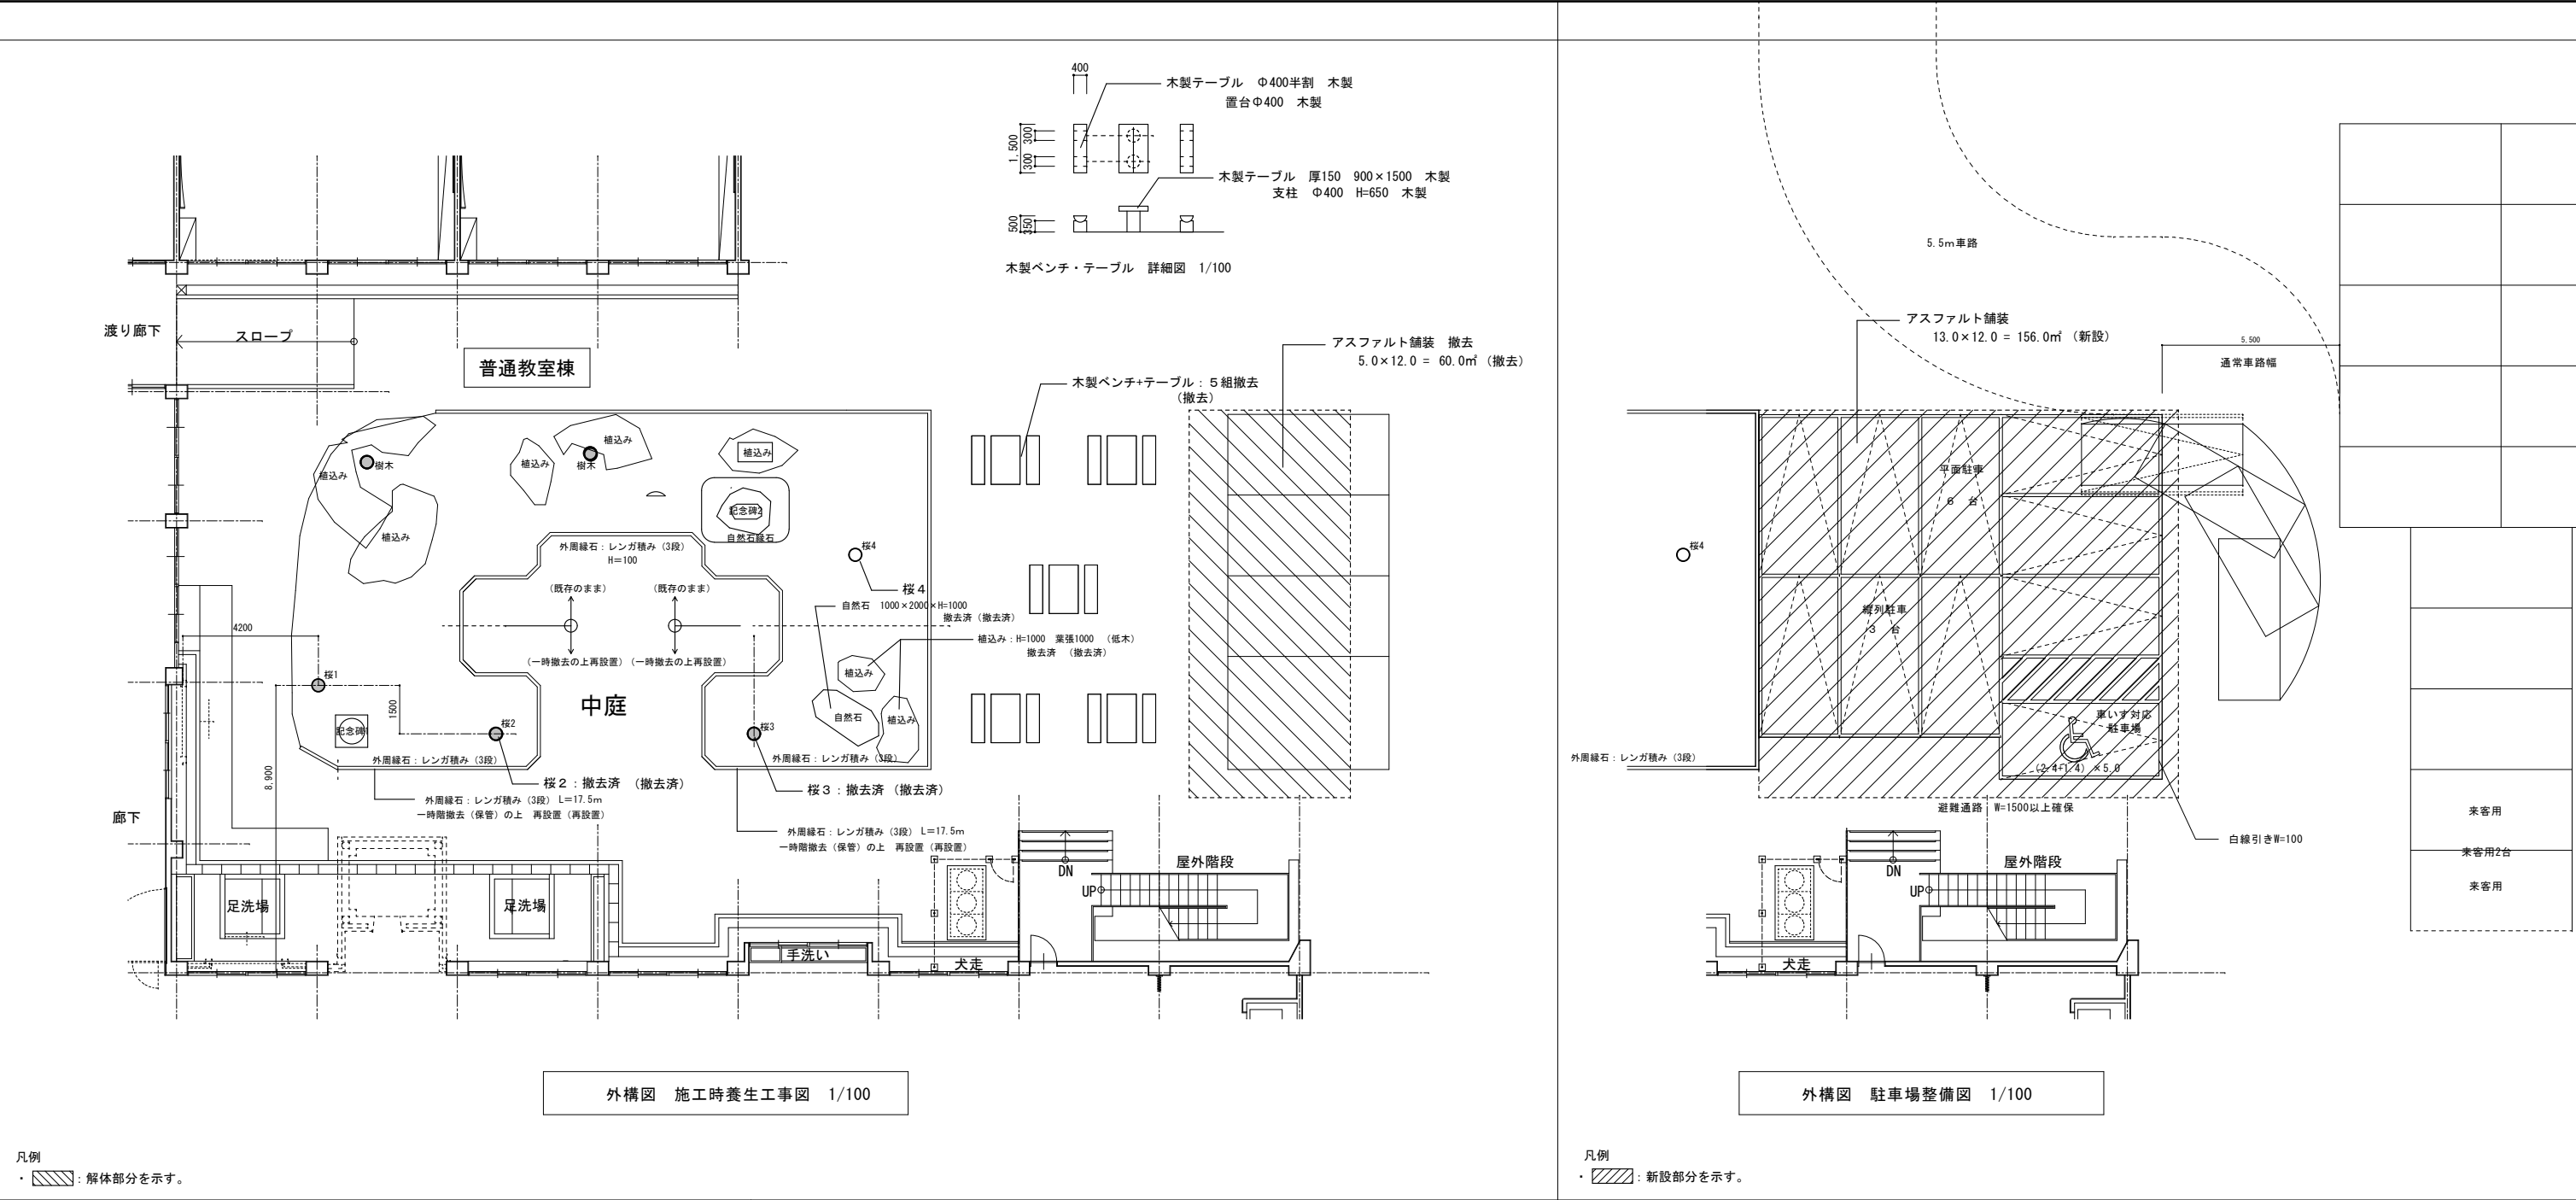 400
木製テーブル Φ400半割 木製
置台Φ400 木製
1.500
300
300
木製テーブル 厚150 900×1500 木製
支柱 Φ400 H=650 木製
500
350
木製ベンチ・テーブル 詳細図 1/100
渡り廊下
スロープ
普通教室棟
アスファルト舗装 撤去
5.0×12.0 = 60.0㎡（撤去）
木製ベンチ+テーブル：５組撤去
（撤去）
植込み
樹木
植込み
樹木
植込み
植込み
植込み
植込み
記念碑2
自然石縁石
外周縁石：レンガ積み（3段）
H＝100
桜4
桜４
（既存のまま）
（既存のまま）
自然石 1000×2000×H=1000
撤去済（撤去済）
4200
植込み：H=1000 葉張1000 （低木）
撤去済 （撤去済）
（一時撤去の上再設置）
（一時撤去の上再設置）
桜1
植込み
1500
中庭
自然石
植込み
記念碑
桜2
桜3
外周縁石：レンガ積み（3段）
外周縁石：レンガ積み（3段）
8.900
桜２：撤去済 （撤去済）
桜３：撤去済（撤去済）
外周縁石：レンガ積み（3段） L＝17.5m
一時階撤去（保管）の上 再設置（再設置）
廊下
外周縁石：レンガ積み（3段） L＝17.5m
一時階撤去（保管）の上 再設置（再設置）
屋外階段
DN
UP
足洗場
足洗場
手洗い
犬走
外構図 施工時養生工事図 1/100
凡例
・ ：解体部分を示す。
5.5m車路
アスファルト舗装
13.0×12.0 = 156.0㎡（新設）
5.500
通常車路幅
平面駐車
6 台
桜4
縦列駐車
3 台
車いす対応
駐車場
外周縁石：レンガ積み（3段）
（2.4+1.4）×5.0
避難通路 W=1500以上確保
白線引きW=100
来客用
来客用2台
来客用
屋外階段
DN
UP
犬走
外構図 駐車場整備図 1/100
凡例
・ ：新設部分を示す。